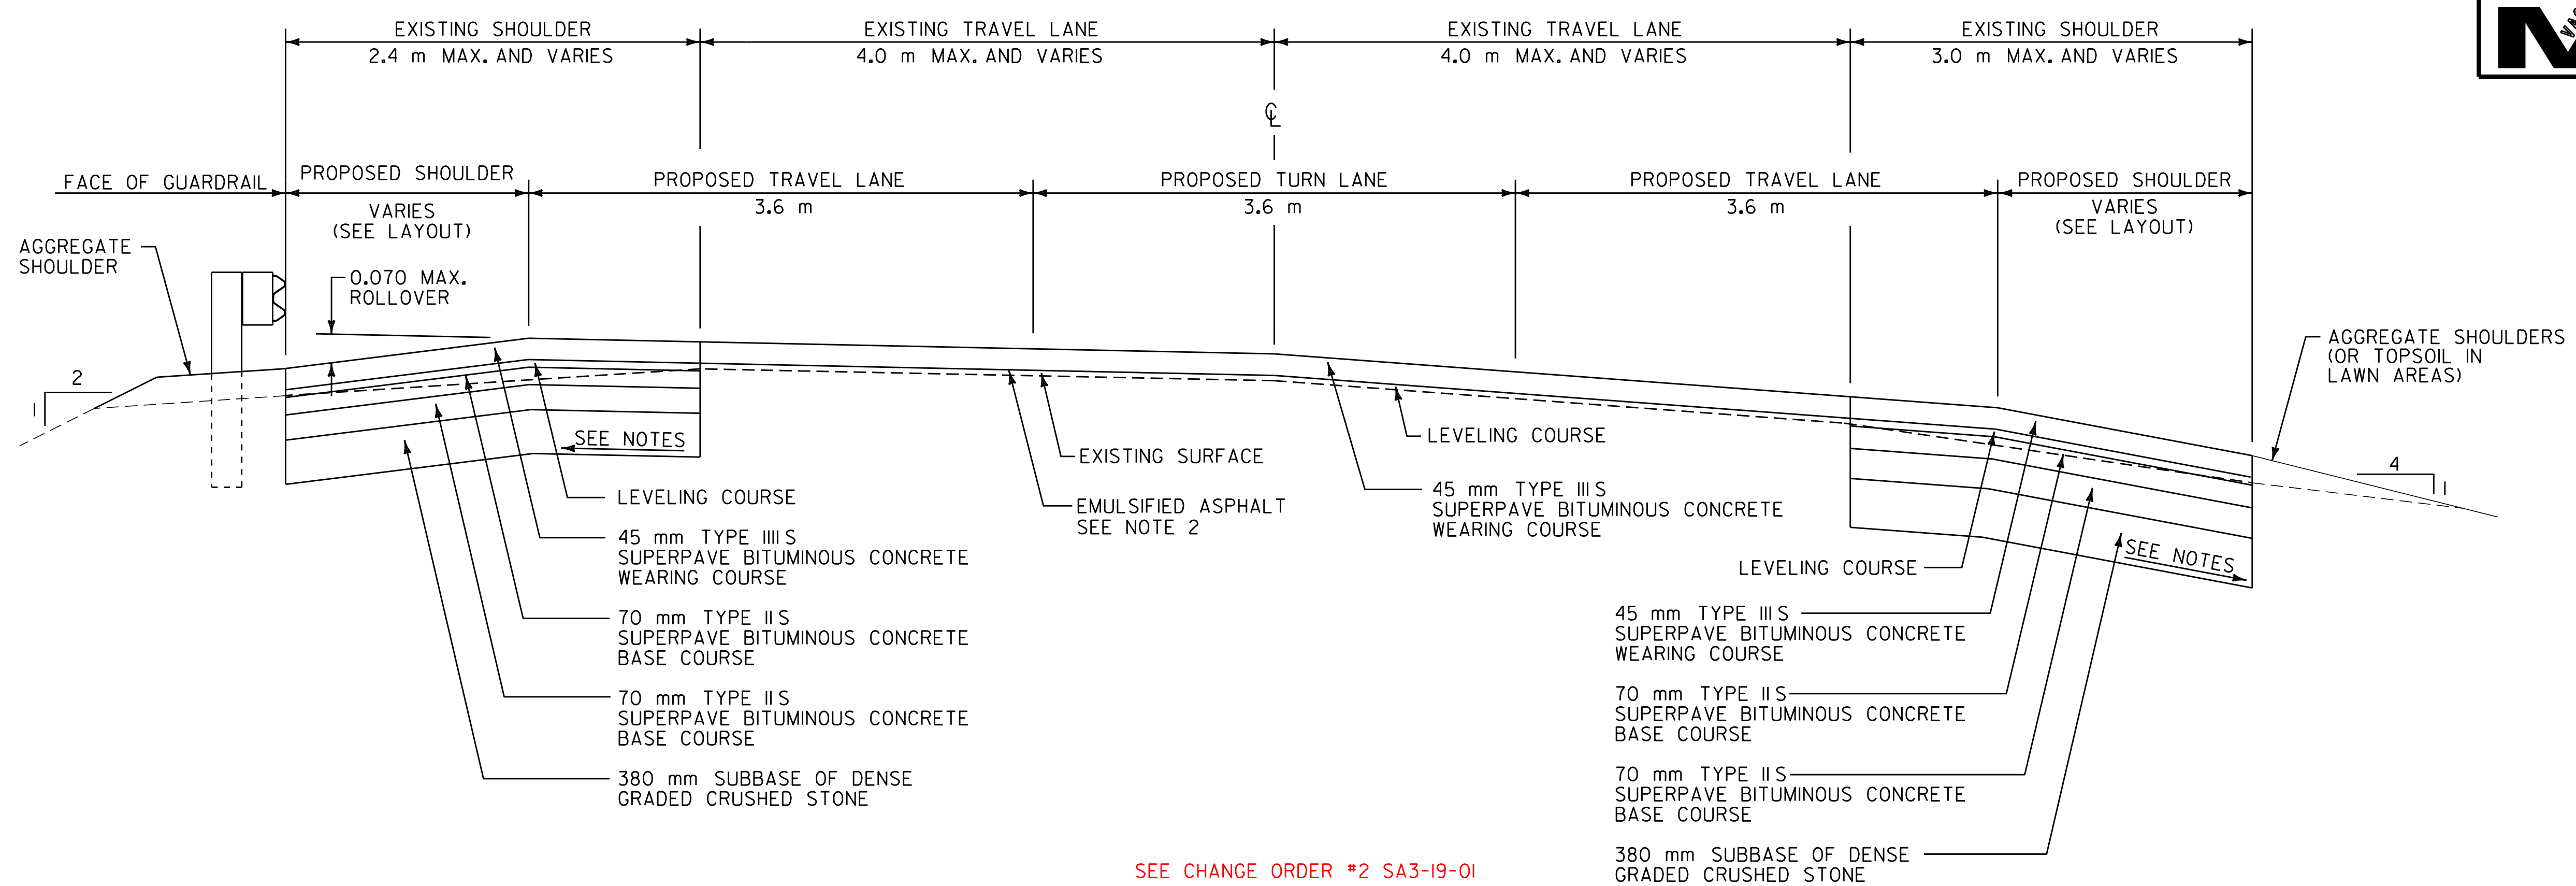 EXISTING SHOULDER
2.4 m MAX. AND VARIES
EXISTING TRAVEL LANE
4.0 m MAX. AND VARIES
EXISTING TRAVEL LANE
4.0 m MAX. AND VARIES
EXISTING SHOULDER
3.0 m MAX. AND VARIES
℄
FACE OF GUARDRAIL
PROPOSED SHOULDER
VARIES
(SEE LAYOUT)
PROPOSED TRAVEL LANE
3.6 m
PROPOSED TURN LANE
3.6 m
PROPOSED TRAVEL LANE
3.6 m
PROPOSED SHOULDER
VARIES
(SEE LAYOUT)
AGGREGATE
SHOULDER
0.070 MAX.
ROLLOVER
2
1
SEE NOTES
LEVELING COURSE
45 mm TYPE IIIIS
SUPERPAVE BITUMINOUS CONCRETE
WEARING COURSE
70 mm TYPE IIS
SUPERPAVE BITUMINOUS CONCRETE
BASE COURSE
70 mm TYPE IIS
SUPERPAVE BITUMINOUS CONCRETE
BASE COURSE
380 mm SUBBASE OF DENSE
GRADED CRUSHED STONE
EXISTING SURFACE
EMULSIFIED ASPHALT
SEE NOTE 2
LEVELING COURSE
45 mm TYPE IIIS
SUPERPAVE BITUMINOUS CONCRETE
WEARING COURSE
AGGREGATE SHOULDERS
(OR TOPSOIL IN
LAWN AREAS)
4
1
SEE NOTES
LEVELING COURSE
45 mm TYPE IIIS
SUPERPAVE BITUMINOUS CONCRETE
WEARING COURSE
70 mm TYPE IIS
SUPERPAVE BITUMINOUS CONCRETE
BASE COURSE
70 mm TYPE IIS
SUPERPAVE BITUMINOUS CONCRETE
BASE COURSE
380 mm SUBBASE OF DENSE
GRADED CRUSHED STONE
SEE CHANGE ORDER #2 SA3-19-01